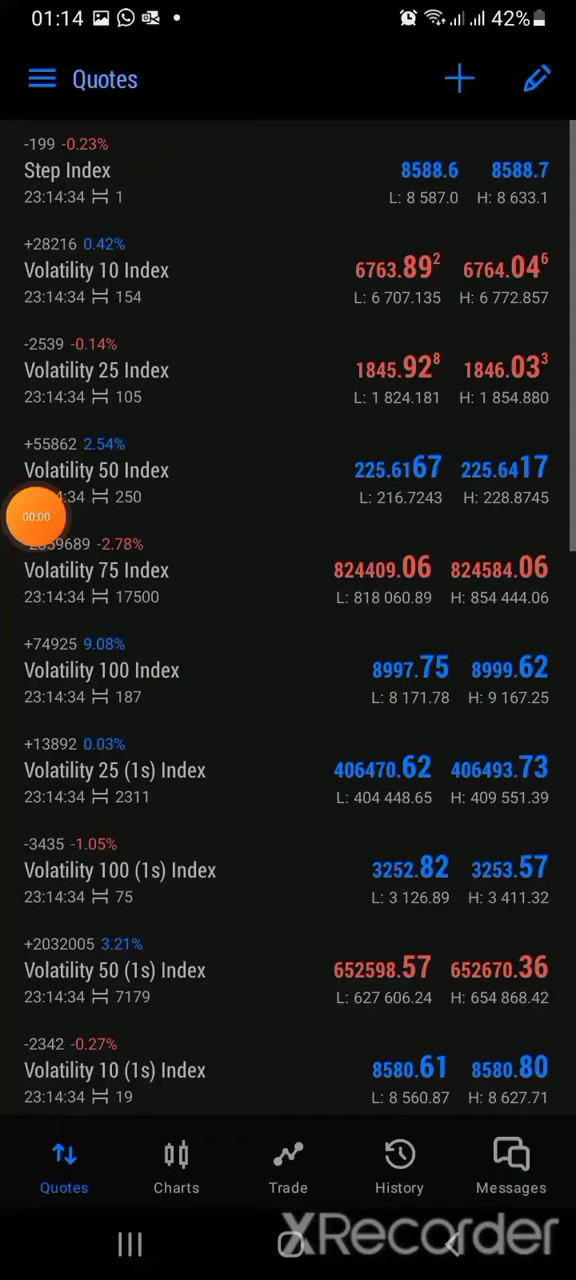 01:14 42%
Quotes
-199 -0.23%
Step Index 8588.6 8588.7
23:14:34 1 L: 8 587.0 H: 8 633.1
+28216 0.42%
Volatility 10 Index 6763.892 6764.046
23:14:34 154 L: 6 707.135 H: 6 772.857
-2539 -0.14%
Volatility 25 Index 1845.928 1846.033
23:14:34 105 L: 1 824.181 H: 1 854.880
+55862 2.54%
Volatility 50 Index 225.6167 225.6417
:34 250 L: 216.7243 H: 228.8745
00:00
59689 -2.78%
Volatility 75 Index 824409.06 824584.06
23:14:34 17500 L: 818 060.89 H: 854 444.06
+74925 9.08%
Volatility 100 Index 8997.75 8999.62
23:14:34 187 L: 8 171.78 H: 9 167.25
+13892 0.03%
Volatility 25 (1s) Index 406470.62 406493.73
23:14:34 2311 L: 404 448.65 H: 409 551.39
-3435 -1.05%
Volatility 100 (1s) Index 3252.82 3253.57
23:14:34 75 L: 3 126.89 H: 3 411.32
+2032005 3.21%
Volatility 50 (1s) Index 652598.57 652670.36
23:14:34 7179 L: 627 606.24 H: 654 868.42
-2342 -0.27%
Volatility 10 (1s) Index 8580.61 8580.80
23:14:34 19 L: 8 560.87 H: 8 627.71
Quotes Charts Trade History Messages
XRecorder